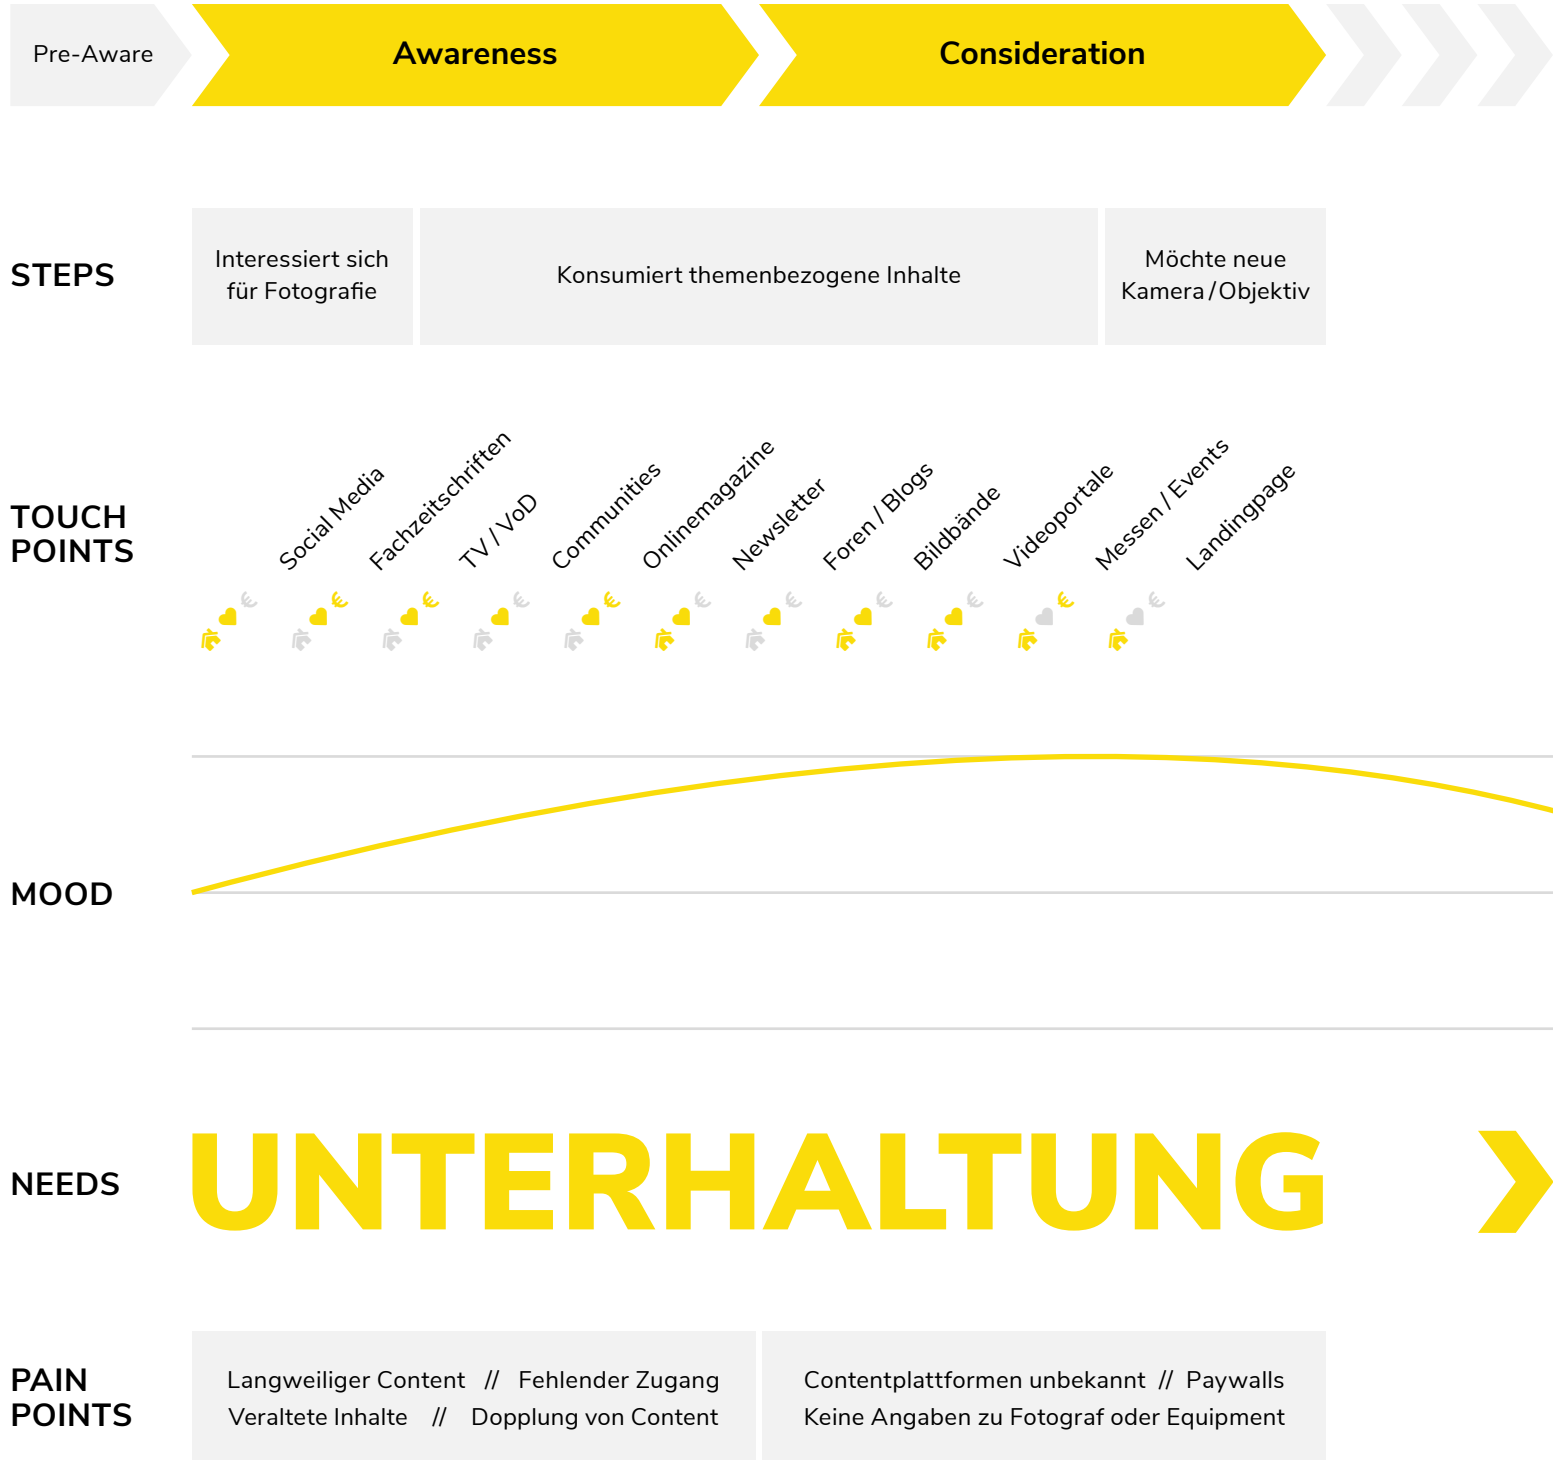 Pre-Aware
Awareness
Consideration
STEPS
Interessiert sich
für Fotografie
Konsumiert themenbezogene Inhalte
Möchte neue
Kamera/Objektiv
TOUCH
POINTS
Social Media
Fachzeitschriften
TV / VoD
Communities
Onlinemagazine
Newsletter
Foren / Blogs
Bildbände
Videoportale
Messen / Events
Landingpage
€
€
€
€
€
€
€
€
€
€
€
MOOD
NEEDS
UNTERHALTUNG
PAIN
POINTS
Langweiliger Content // Fehlender Zugang
Veraltete Inhalte // Dopplung von Content
Contentplattformen unbekannt // Paywalls
Keine Angaben zu Fotograf oder Equipment